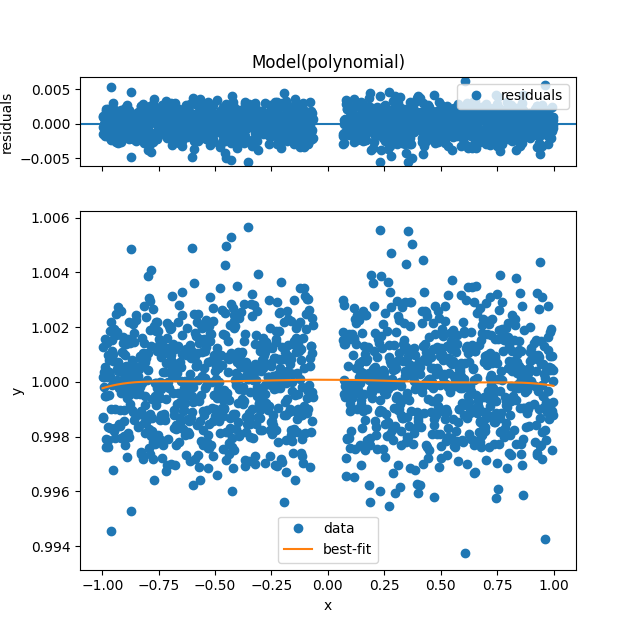 Model(polynomial)
residuals
0.005
0.000
−0.005
residuals
1.006
1.004
1.002
1.000
0.998
0.996
0.994
y
data
best-fit
−1.00 −0.75 −0.50 −0.25 0.00 0.25 0.50 0.75 1.00
x